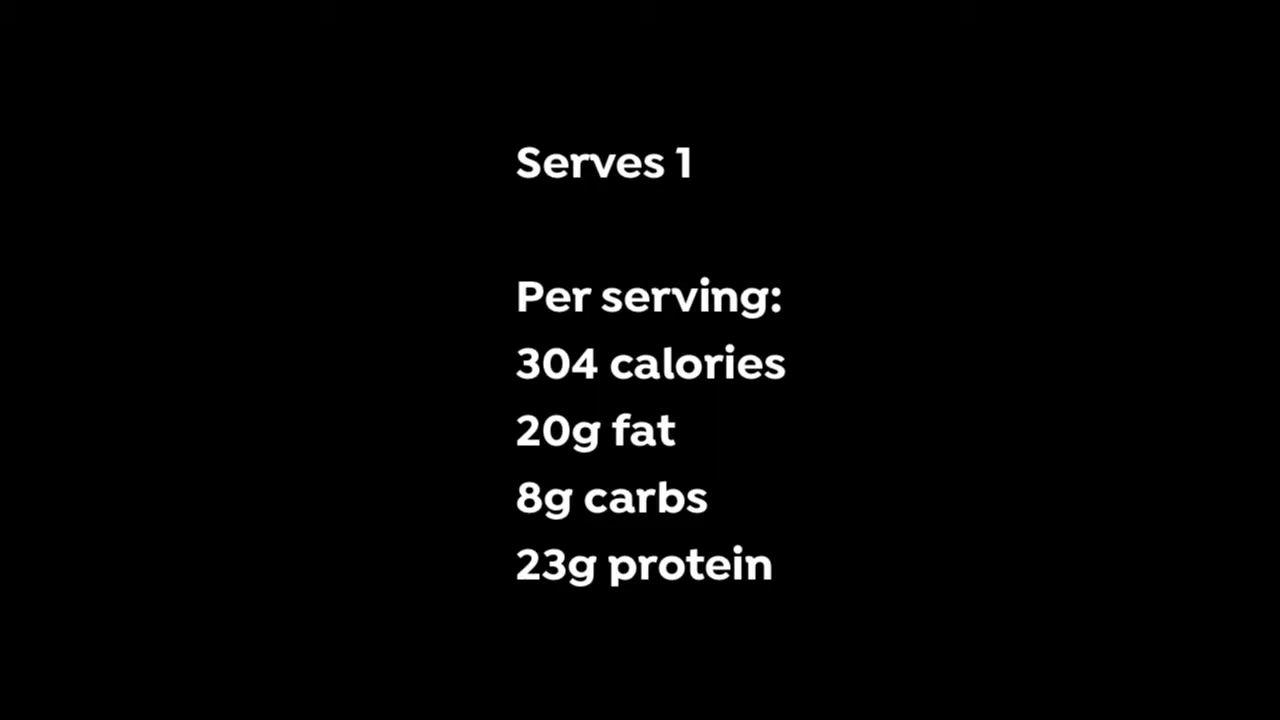 Serves 1
Per serving:
304 calories
20g fat
8g carbs
23g protein